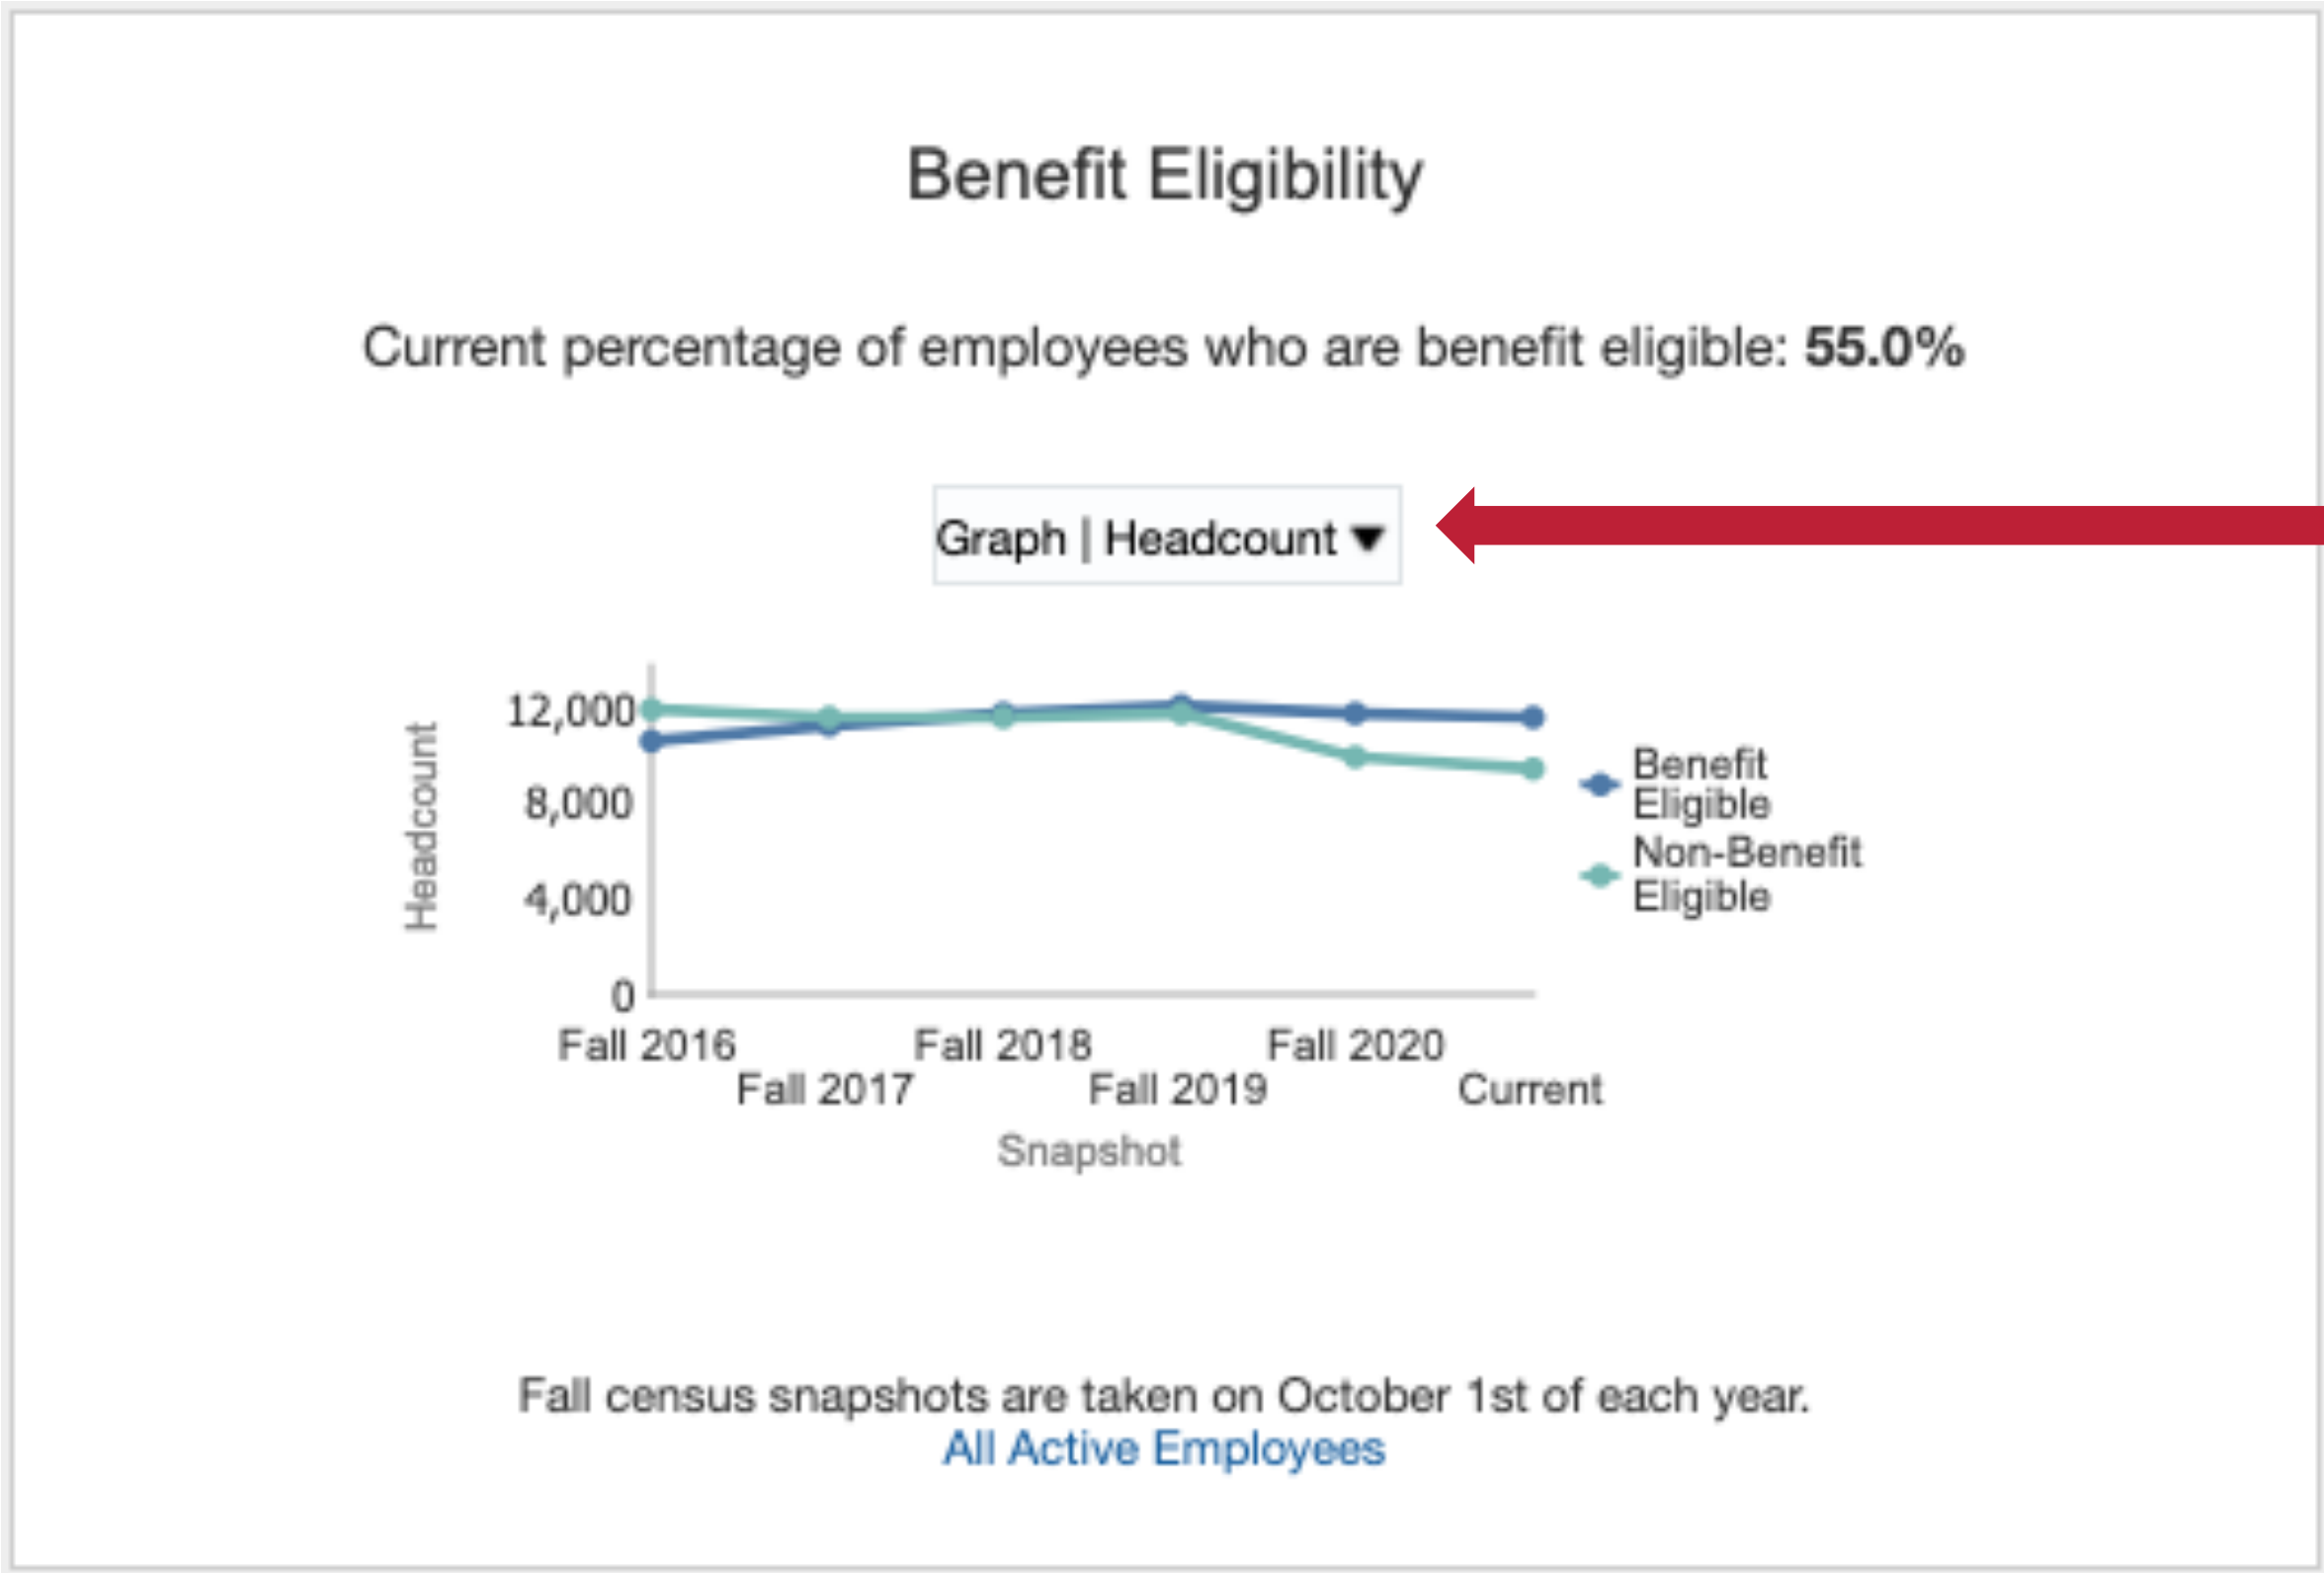 Benefit Eligibility
Current percentage of employees who are benefit eligible: 55.0%
Graph | Headcount ▼
Headcount
12,000
8,000
4,000
0
Fall 2016
Fall 2017
Fall 2018
Fall 2019
Fall 2020
Current
Snapshot
Benefit
Eligible
Non-Benefit
Eligible
Fall census snapshots are taken on October 1st of each year.
All Active Employees